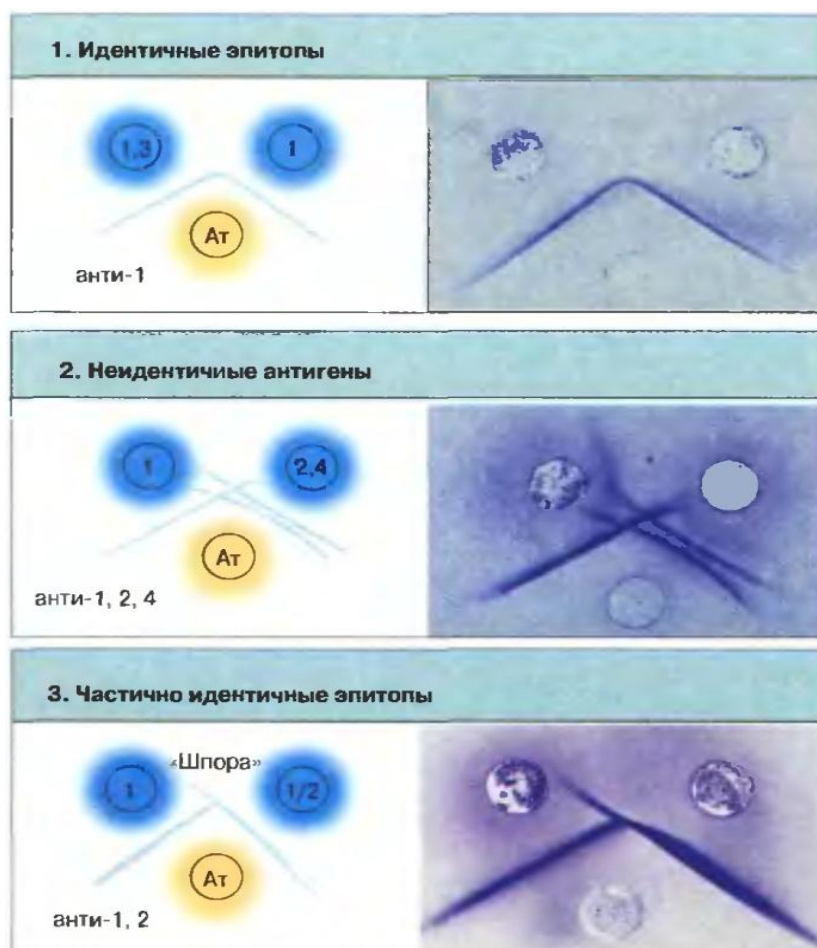 1. Идентичные эпитопы
1,3
1
Ат
анти-1
2. Неидентичные антигены
1
2,4
Ат
анти-1, 2, 4
3. Частично идентичные эпитопы
«Шпора»
1
1/2
Ат
анти-1, 2